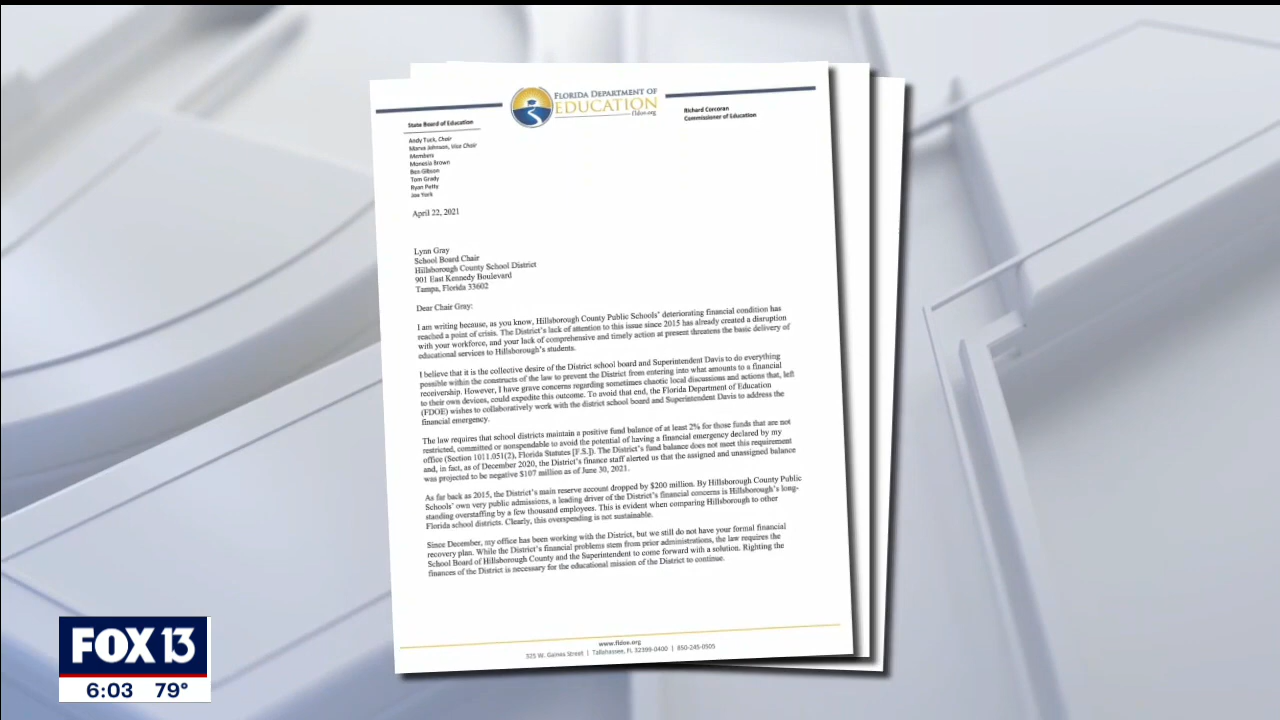 FLORIDA DEPARTMENT OF
EDUCATION
fldoe.org
State Board of Education
Andy Tuck, Chair
Marva Johnson, Vice Chair
Members
Monesia Brown
Ben Gibson
Tom Grady
Ryan Petty
Joe York
Richard Corcoran
Commissioner of Education
April 22, 2021
Lynn Gray
School Board Chair
Hillsborough County School District
901 East Kennedy Boulevard
Tampa, Florida 33602
Dear Chair Gray:
I am writing because, as you know, Hillsborough County Public Schools' deteriorating financial condition has
reached a point of crisis. The District's lack of attention to this issue since 2015 has already created a disruption
with your workforce, and your lack of comprehensive and timely action at present threatens the basic delivery of
educational services to Hillsborough's students.
I believe that it is the collective desire of the District school board and Superintendent Davis to do everything
possible within the constructs of the law to prevent the District from entering into what amounts to a financial
receivership. However, I have grave concerns regarding sometimes chaotic local discussions and actions that, left
to their own devices, could expedite this outcome. To avoid that end, the Florida Department of Education
(FDOE) wishes to collaboratively work with the district school board and Superintendent Davis to address the
financial emergency.
The law requires that school districts maintain a positive fund balance of at least 2% for those funds that are not
restricted, committed or nonspendable to avoid the potential of having a financial emergency declared by my
office (Section 1011.051(2), Florida Statutes [F.S.]). The District's fund balance does not meet this requirement
and, in fact, as of December 2020, the District's finance staff alerted us that the assigned and unassigned balance
was projected to be negative $107 million as of June 30, 2021.
As far back as 2015, the District's main reserve account dropped by $200 million. By Hillsborough County Public
Schools' own very public admissions, a leading driver of the District's financial concerns is Hillsborough's long-
standing overstaffing by a few thousand employees. This is evident when comparing Hillsborough to other
Florida school districts. Clearly, this overspending is not sustainable.
Since December, my office has been working with the District, but we still do not have your formal financial
recovery plan. While the District's financial problems stem from prior administrations, the law requires the
School Board of Hillsborough County and the Superintendent to come forward with a solution. Righting the
finances of the District is necessary for the educational mission of the District to continue.
www.fldoe.org
325 W. Gaines Street | Tallahassee, FL 32399-0400 | 850-245-0505
FOX 13
6:03 79°